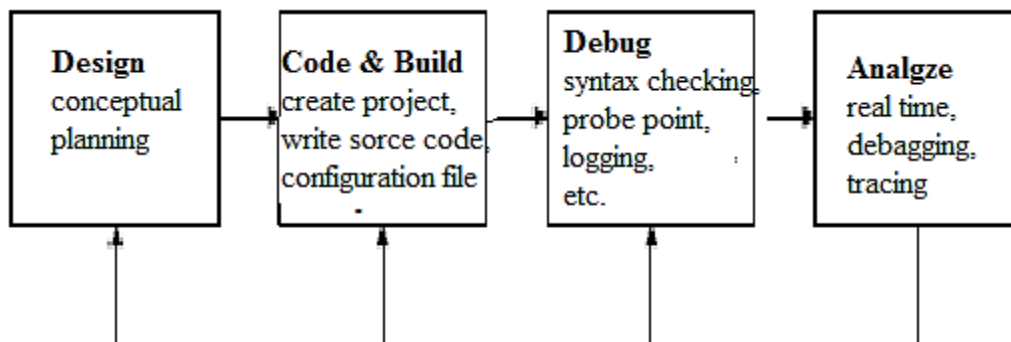 Design
conceptual
planning
Code & Build
create project,
write sorce code,
configuration file
Debug
syntax checking,
probe point,
logging,
etc.
Analgze
real time,
debagging,
tracing